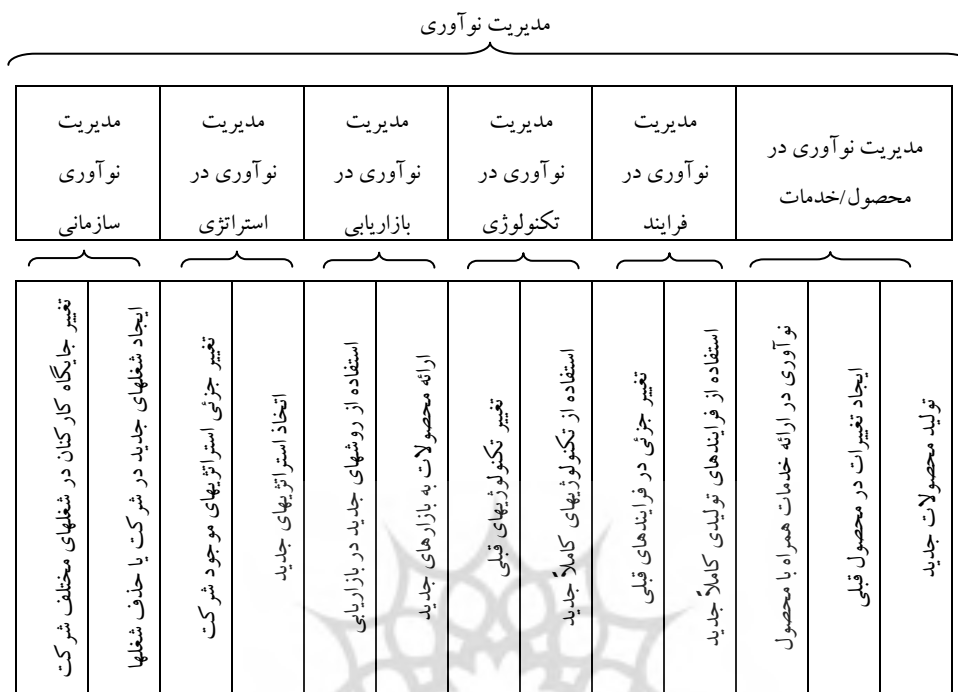 مدیریت نوآوری
مدیریت نوآوری در
محصول/خدمات
مدیریت
نوآوری در
فرایند
مدیریت
نوآوری در
تکنولوژی
مدیریت
نوآوری در
بازاریابی
مدیریت
نوآوری در
استراتژی
مدیریت
نوآوری
سازمانی
تولید محصولات جدید
ایجاد تغییرات در محصول قبلی
نوآوری در ارائه خدمات همراه با محصول
استفاده از فرایندهای تولیدی کاملاً جدید
تغییر جزئی در فرایندهای قبلی
استفاده از تکنولوژیهای کاملاً جدید
تغییر تکنولوژیهای قبلی
ارائه محصولات به بازارهای جدید
استفاده از روشهای جدید در بازاریابی
اتخاذ استراتژیهای جدید
تغییر جزئی استراتژیهای موجود شرکت
ایجاد شغلهای جدید در شرکت یا حذف شغلها
تغییر جایگاه کارکنان در شغلهای مختلف شرکت